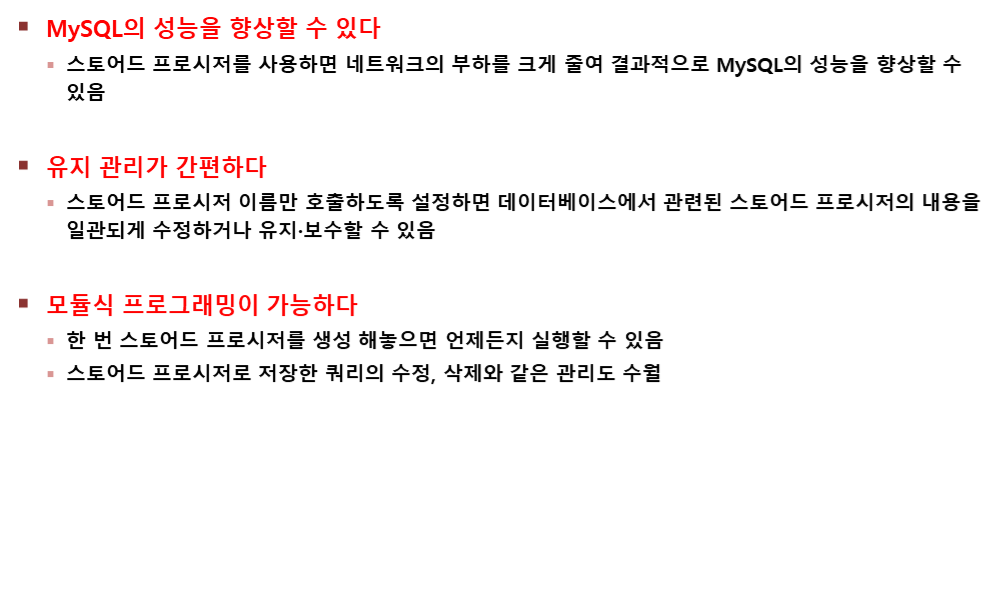 MySQL의 성능을 향상할 수 있다
스토어드 프로시저를 사용하면 네트워크의 부하를 크게 줄여 결과적으로 MySQL의 성능을 향상할 수
있음
유지 관리가 간편하다
스토어드 프로시저 이름만 호출하도록 설정하면 데이터베이스에서 관련된 스토어드 프로시저의 내용을
일관되게 수정하거나 유지·보수할 수 있음
모듈식 프로그래밍이 가능하다
한 번 스토어드 프로시저를 생성 해놓으면 언제든지 실행할 수 있음
스토어드 프로시저로 저장한 쿼리의 수정, 삭제와 같은 관리도 수월